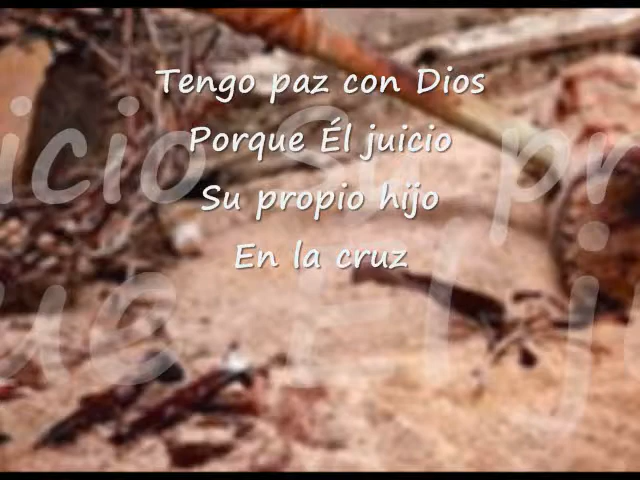 Tengo paz con Dios
Porque Él juicio
Su propio hijo
En la cruz